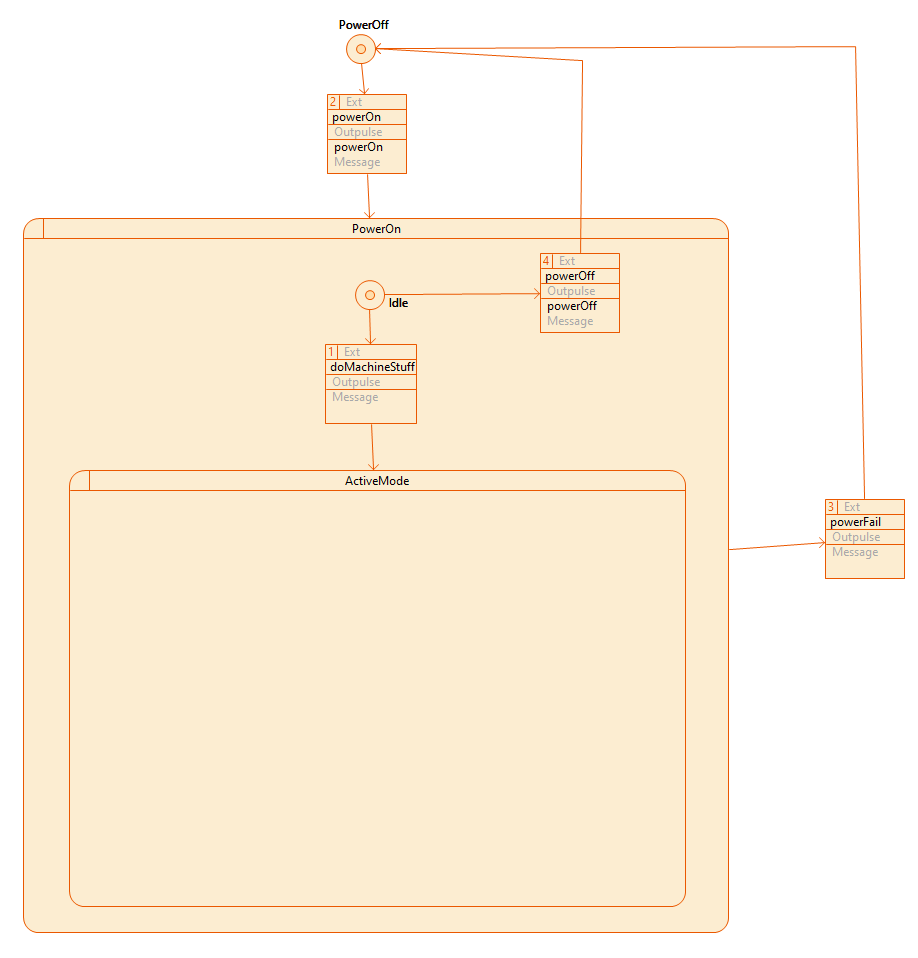 PowerOff
2 Ext
powerOn
Outpulse
powerOn
Message
PowerOn
4 Ext
powerOff
Outpulse
powerOff
Message
Idle
1 Ext
doMachineStuff
Outpulse
Message
ActiveMode
3 Ext
powerFail
Outpulse
Message